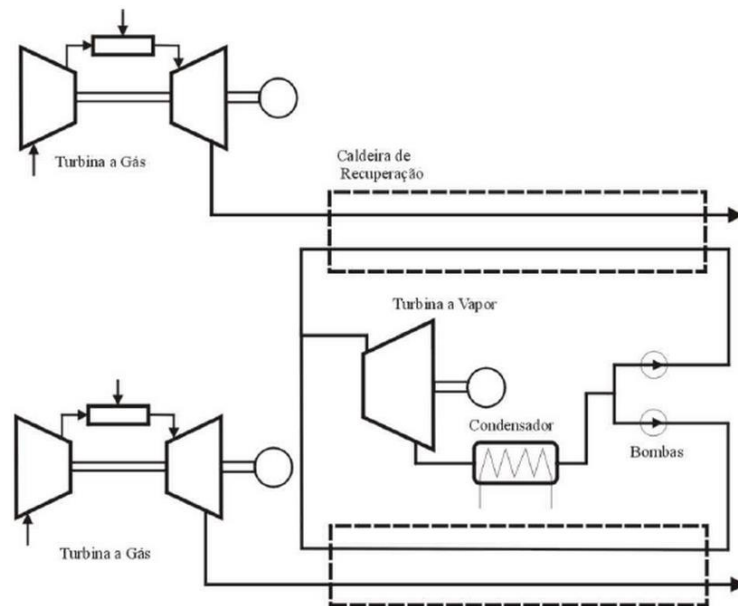 Turbina a Gás
Caldeira de
Recuperação
Turbina a Vapor
Condensador
Bombas
Turbina a Gás